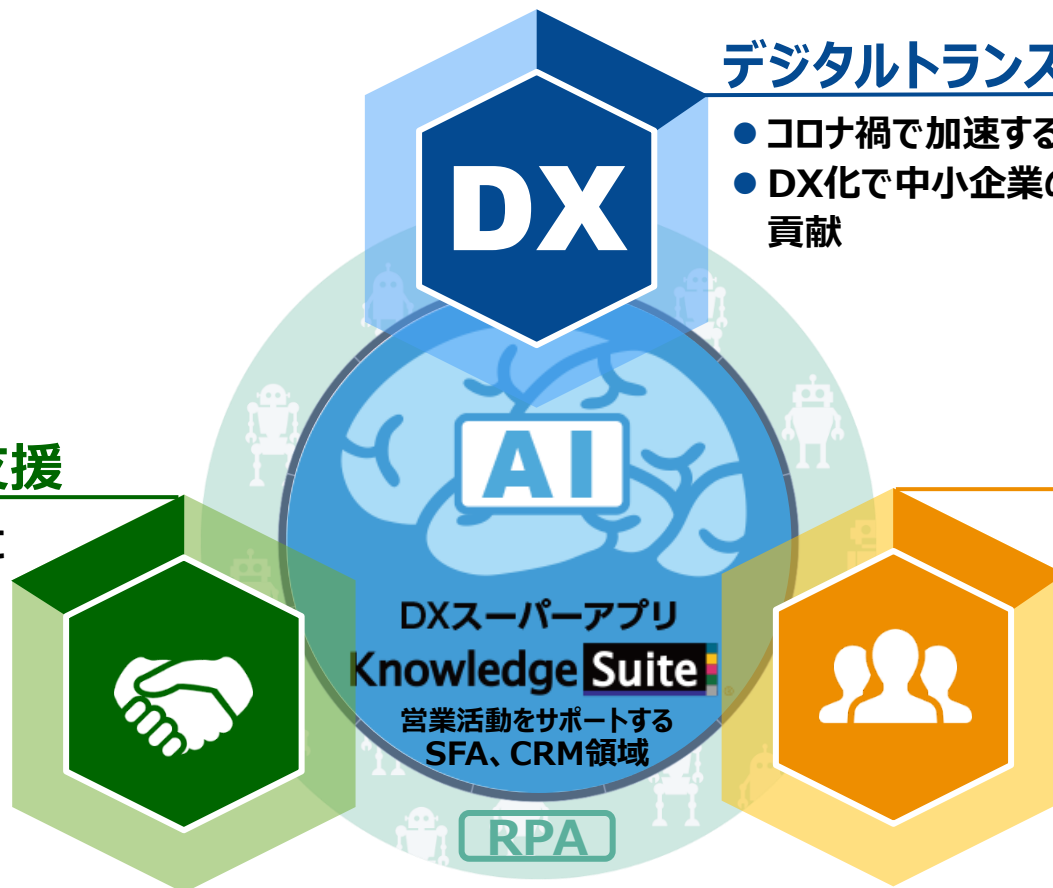 デジタルトランス
● コロナ禍で加速する
● DX化で中小企業の
貢献
DX
支援
AI
DXスーパーアプリ
Knowledge Suite
営業活動をサポートする
SFA、CRM領域
RPA